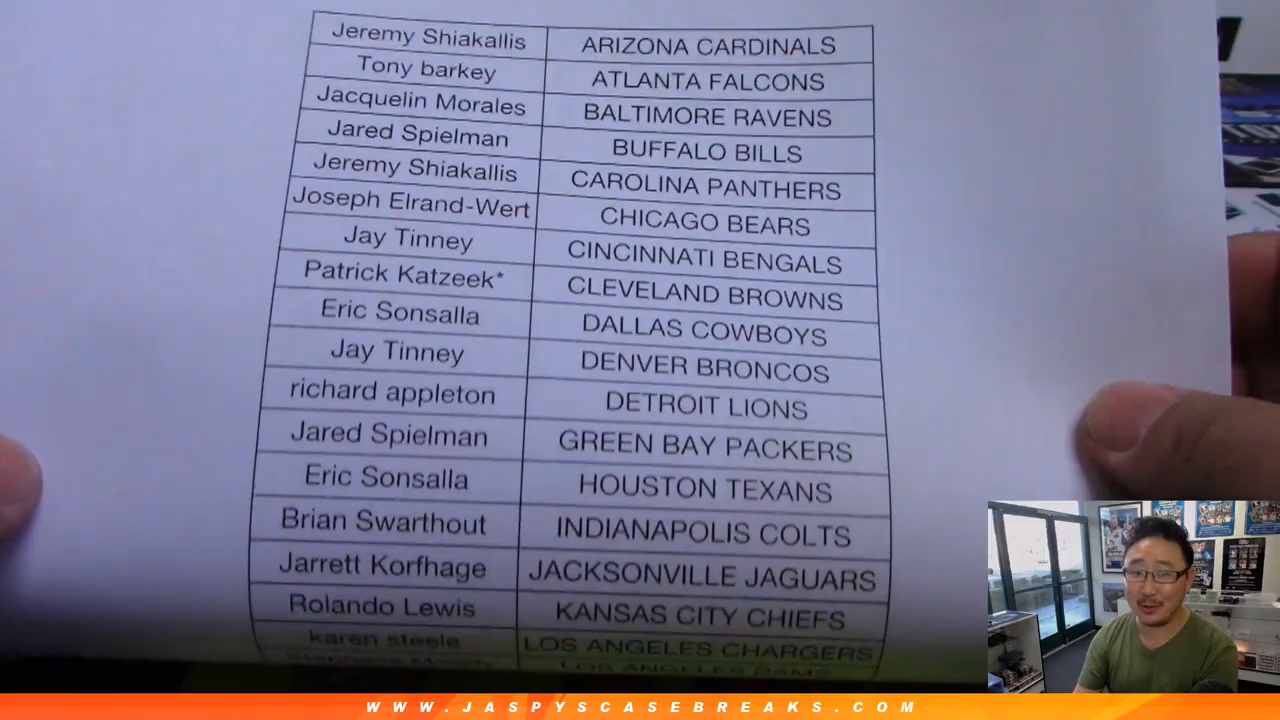 Jeremy Shiakallis ARIZONA CARDINALS
Tony barkey ATLANTA FALCONS
Jacquelin Morales BALTIMORE RAVENS
Jared Spielman BUFFALO BILLS
Jeremy Shiakallis CAROLINA PANTHERS
Joseph Elrand-Wert CHICAGO BEARS
Jay Tinney CINCINNATI BENGALS
Patrick Katzeek* CLEVELAND BROWNS
Eric Sonsalla DALLAS COWBOYS
Jay Tinney DENVER BRONCOS
richard appleton DETROIT LIONS
Jared Spielman GREEN BAY PACKERS
Eric Sonsalla HOUSTON TEXANS
Brian Swarthout INDIANAPOLIS COLTS
Jarrett Korfhage JACKSONVILLE JAGUARS
Rolando Lewis KANSAS CITY CHIEFS
karen steele LOS ANGELES CHARGERS
LOS ANGELES RAMS
WWW.JASPYSCASEBREAKS.COM